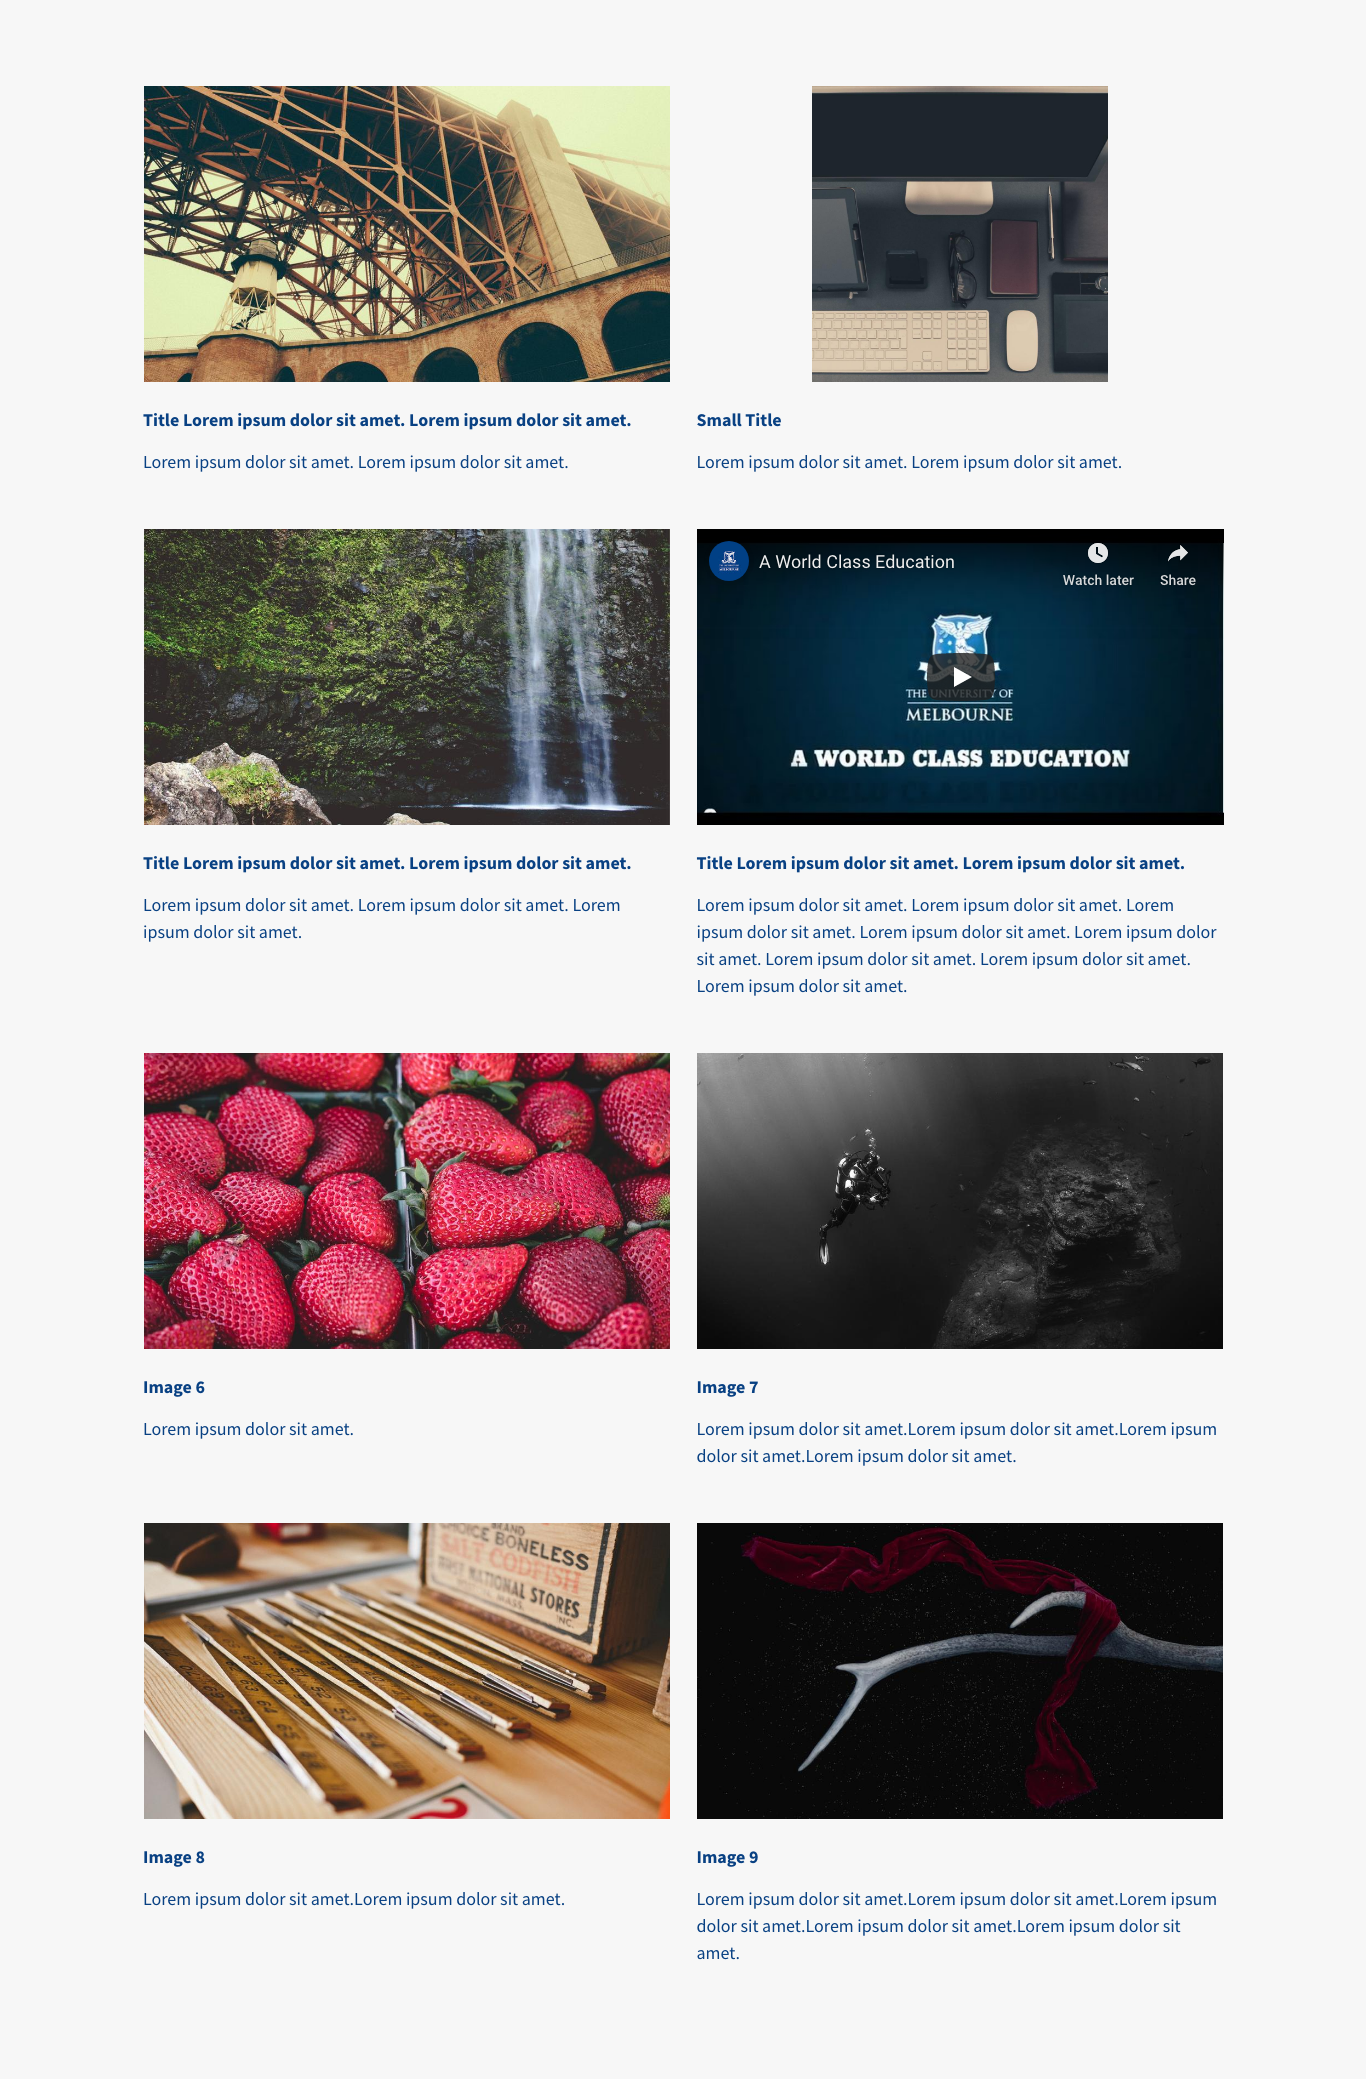 Title Lorem ipsum dolor sit amet. Lorem ipsum dolor sit amet.
Lorem ipsum dolor sit amet. Lorem ipsum dolor sit amet.
Small Title
Lorem ipsum dolor sit amet. Lorem ipsum dolor sit amet.
Title Lorem ipsum dolor sit amet. Lorem ipsum dolor sit amet.
Lorem ipsum dolor sit amet. Lorem ipsum dolor sit amet. Lorem
ipsum dolor sit amet.
A World Class Education
Watch later
Share
THE UNIVERSITY OF
MELBOURNE
A WORLD CLASS EDUCATION
Title Lorem ipsum dolor sit amet. Lorem ipsum dolor sit amet.
Lorem ipsum dolor sit amet. Lorem ipsum dolor sit amet. Lorem
ipsum dolor sit amet. Lorem ipsum dolor sit amet. Lorem ipsum dolor
sit amet. Lorem ipsum dolor sit amet. Lorem ipsum dolor sit amet.
Lorem ipsum dolor sit amet.
Image 6
Lorem ipsum dolor sit amet.
Image 7
Lorem ipsum dolor sit amet.Lorem ipsum dolor sit amet.Lorem ipsum
dolor sit amet.Lorem ipsum dolor sit amet.
BRAND
CHOICE BONELESS
SALT CODFISH
FIRST NATIONAL STORES
MASS.
INC.
2
Image 8
Lorem ipsum dolor sit amet.Lorem ipsum dolor sit amet.
Image 9
Lorem ipsum dolor sit amet.Lorem ipsum dolor sit amet.Lorem ipsum
dolor sit amet.Lorem ipsum dolor sit amet.Lorem ipsum dolor sit
amet.